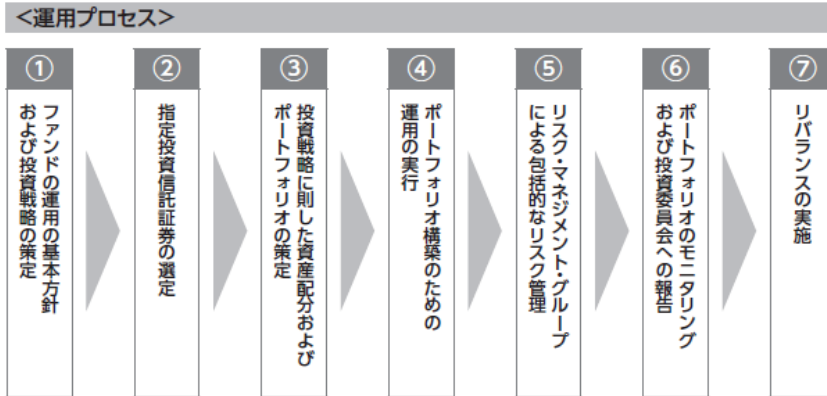 <運用プロセス>
①
ファンドの運用の基本方針
および投資戦略の策定
②
指定投資信託証券の選定
③
投資戦略に則した資産配分および
ポートフォリオの策定
④
ポートフォリオ構築のための
運用の実行
⑤
リスク・マネジメント・グループ
による包括的なリスク管理
⑥
ポートフォリオのモニタリング
および投資委員会への報告
⑦
リバランスの実施